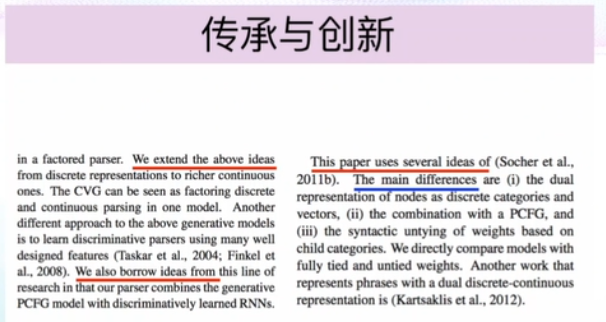 传承与创新
in a factored parser. We extend the above ideas
from discrete representations to richer continuous
ones. The CVG can be seen as factoring discrete
and continuous parsing in one model. Another
different approach to the above generative models
is to learn discriminative parsers using many well
designed features (Taskar et al., 2004; Finkel et
al., 2008). We also borrow ideas from this line of
research in that our parser combines the generative
PCFG model with discriminatively learned RNNs.
This paper uses several ideas of (Socher et al.,
2011b). The main differences are (i) the dual
representation of nodes as discrete categories and
vectors, (ii) the combination with a PCFG, and
(iii) the syntactic untying of weights based on
child categories. We directly compare models with
fully tied and untied weights. Another work that
represents phrases with a dual discrete-continuous
representation is (Kartsaklis et al., 2012).